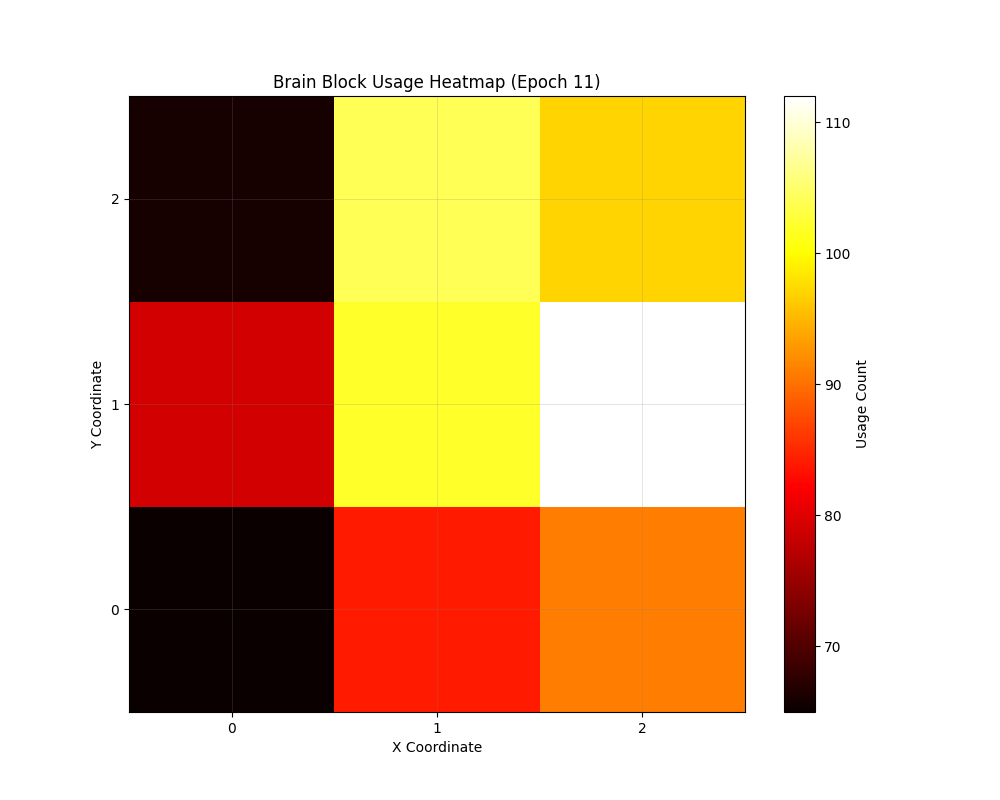 Brain Block Usage Heatmap (Epoch 11)
2
1
0
Y Coordinate
0 1 2
X Coordinate
110
100
90
80
70
Usage Count